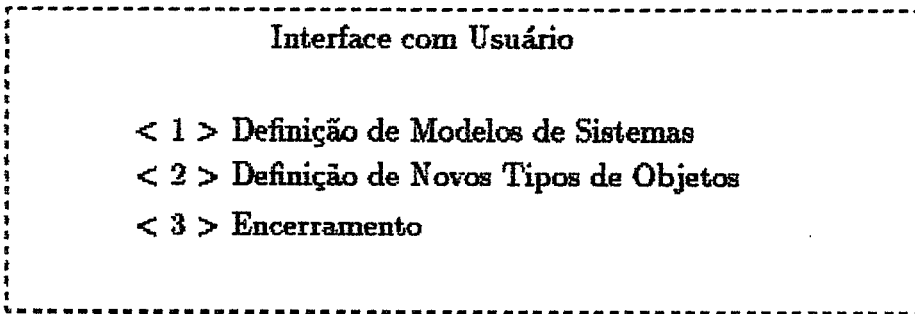 Interface com Usuário
< 1 > Definição de Modelos de Sistemas
< 2 > Definição de Novos Tipos de Objetos
< 3 > Encerramento